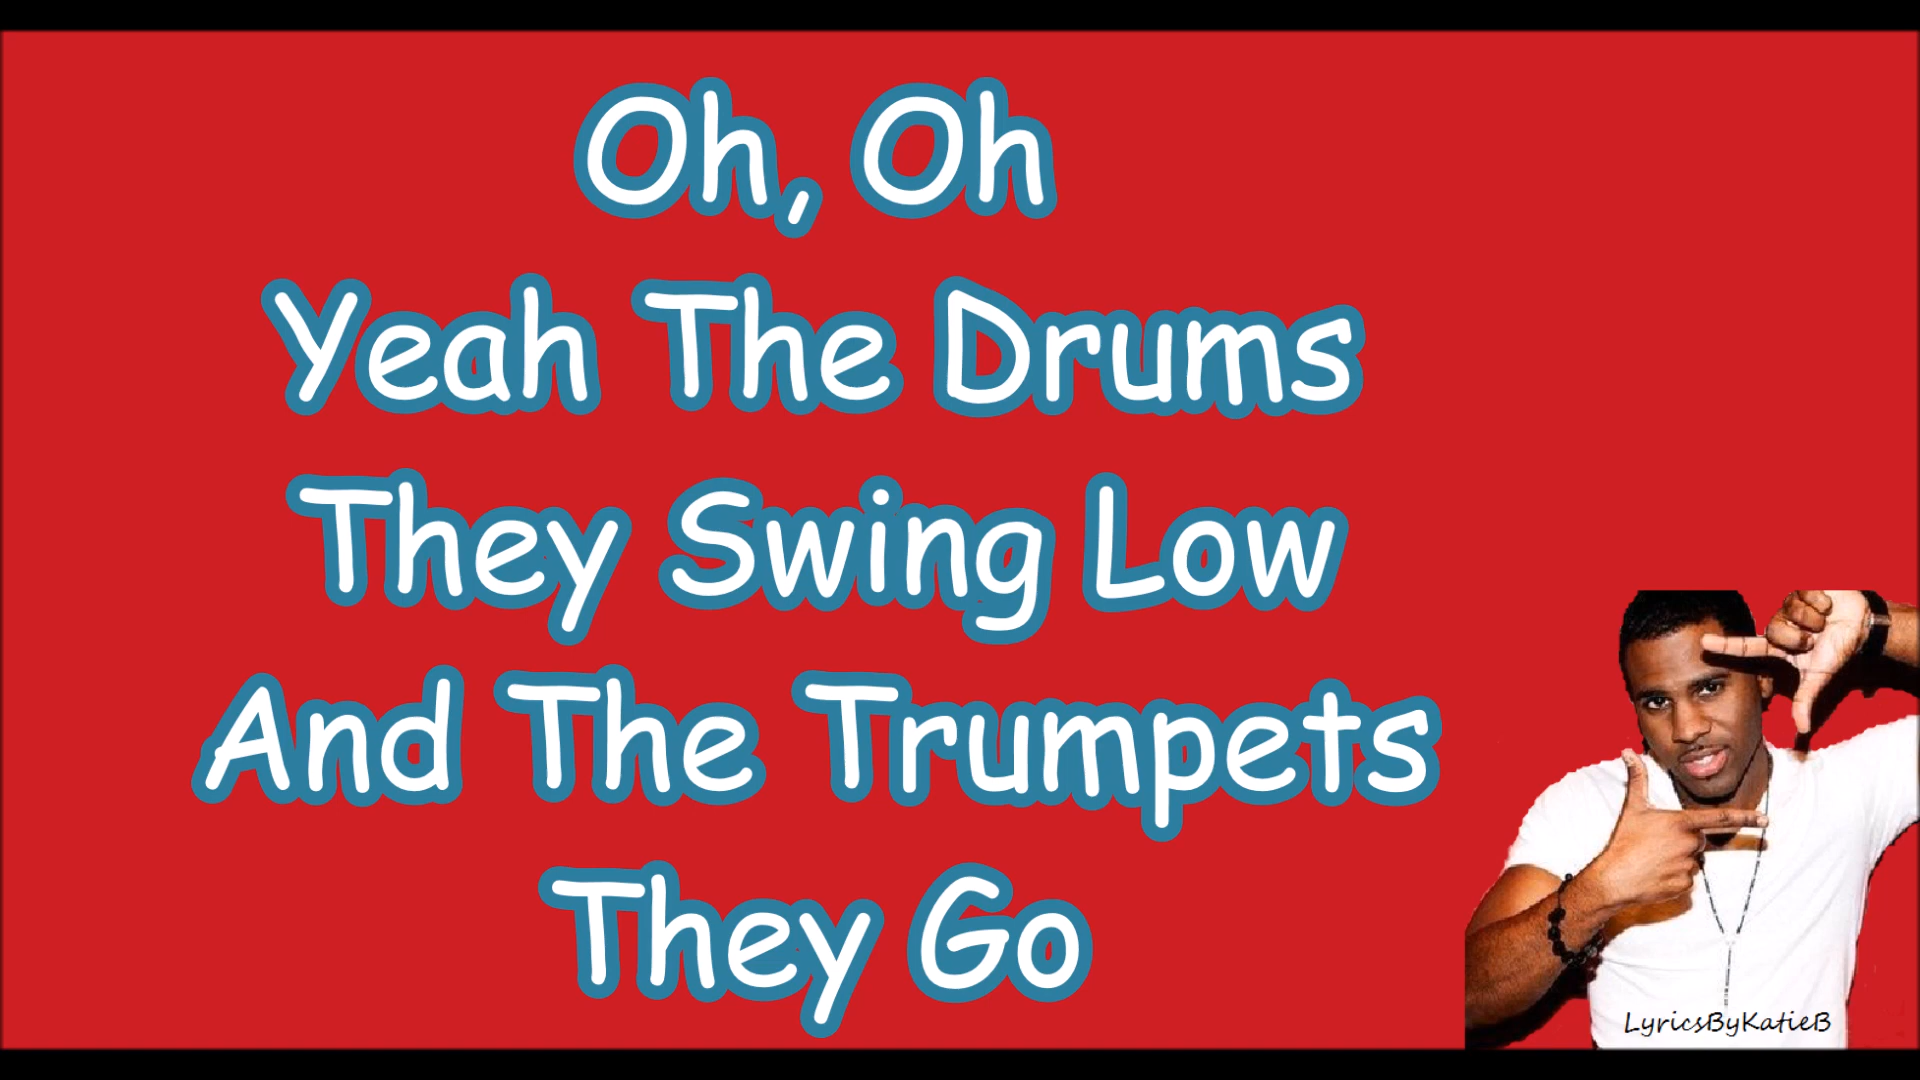 Oh, Oh
Yeah The Drums
They Swing Low
And The Trumpets
They Go
LyricsByKatieB